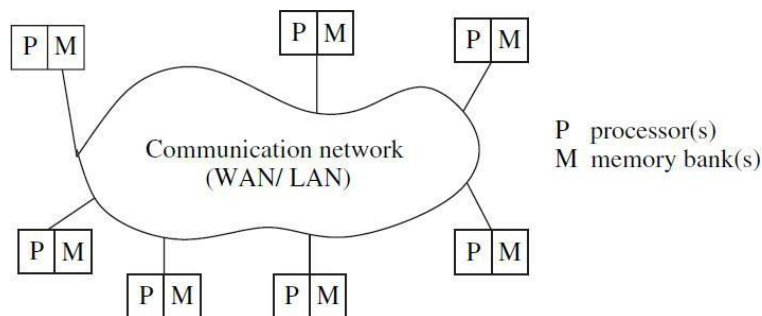 P M
P M
P M
Communication network
(WAN/ LAN)
P processor(s)
M memory bank(s)
P M
P M
P M
P M